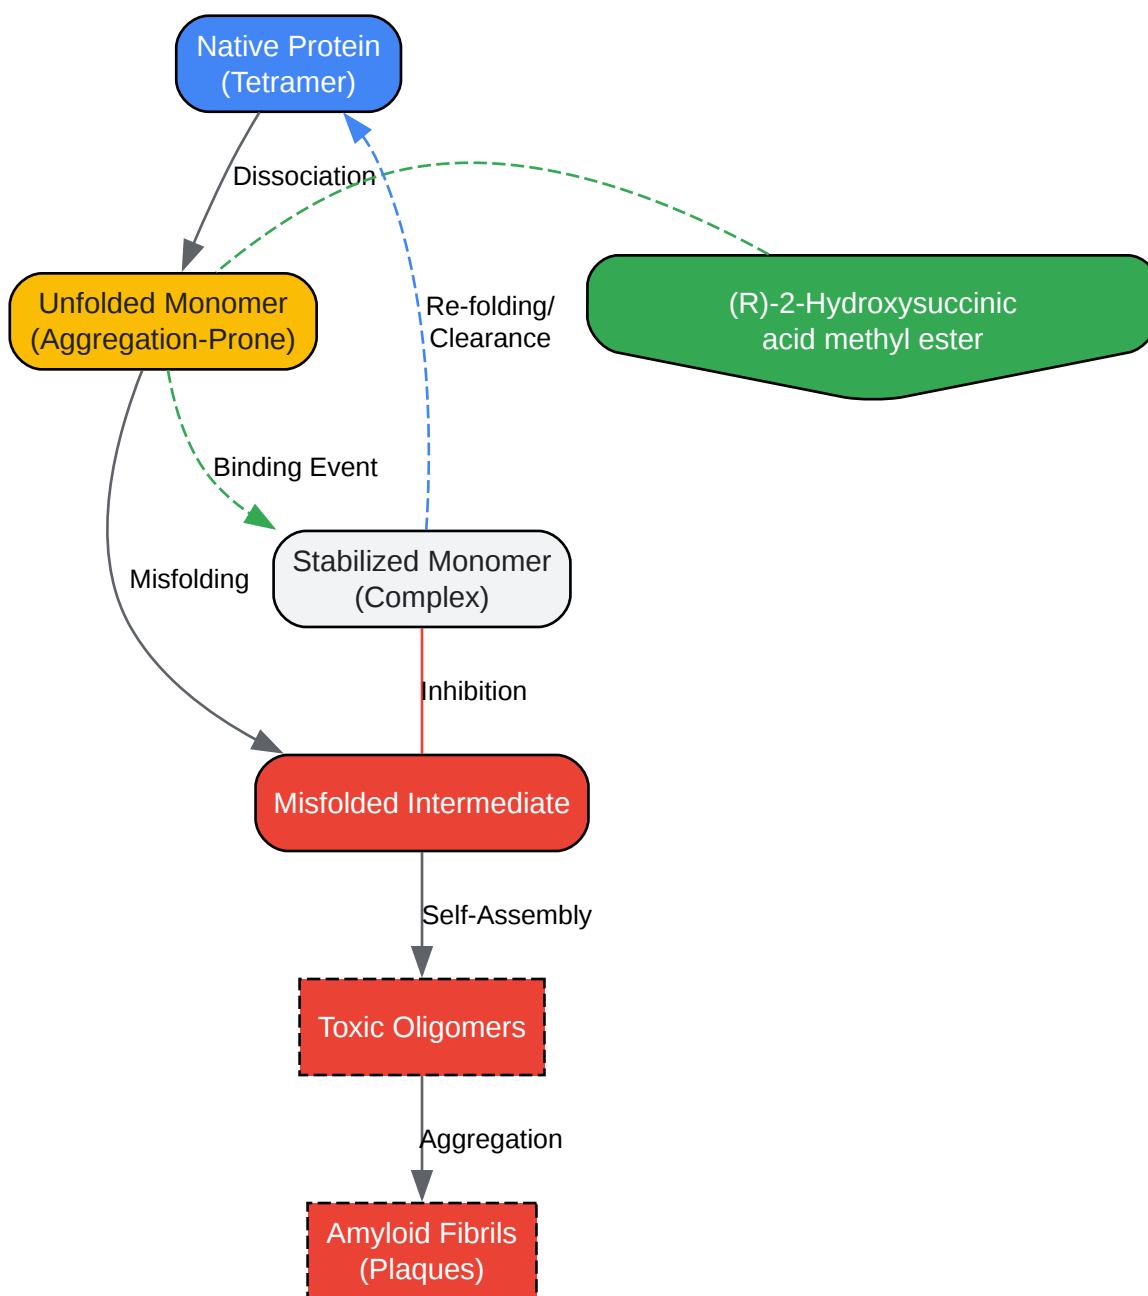 Native Protein
(Tetramer)
Dissociation
Unfolded Monomer
(Aggregation-Prone)
Re-folding/
Clearance
(R)-2-Hydroxysuccinic
acid methyl ester
Binding Event
Stabilized Monomer
(Complex)
Misfolding
Inhibition
Misfolded Intermediate
Self-Assembly
Toxic Oligomers
Aggregation
Amyloid Fibrils
(Plaques)